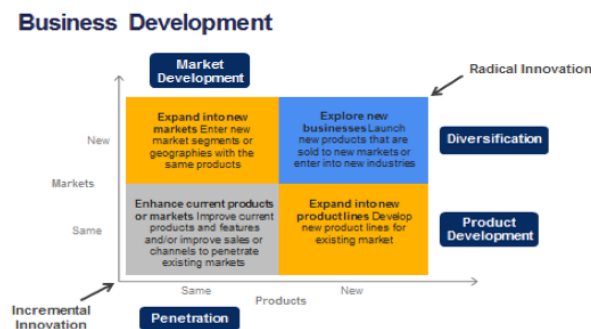 Business Development
Market
Development
Radical Innovation
Expand into new
markets Enter new
market segments or
geographies with the
same products
Explore new
businesses Launch
new products that are
sold to new markets or
enter into new industries
New
Diversification
Markets
Enhance current products
or markets Improve current
products and features
and/or improve sales or
channels to penetrate
existing markets
Expand into new
product lines Develop
new product lines for
existing market
Same
Product
Development
Same
New
Products
Incremental
Innovation
Penetration